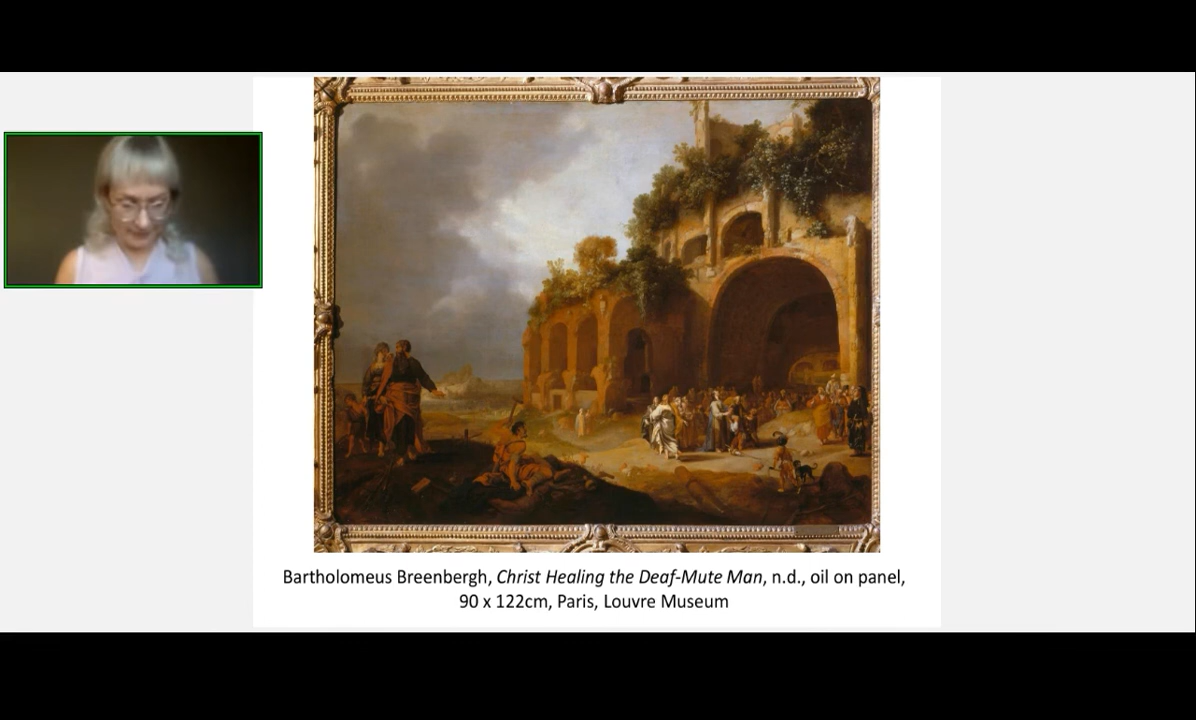 Bartholomeus Breenbergh, Christ Healing the Deaf-Mute Man, n.d., oil on panel,
90 x 122cm, Paris, Louvre Museum